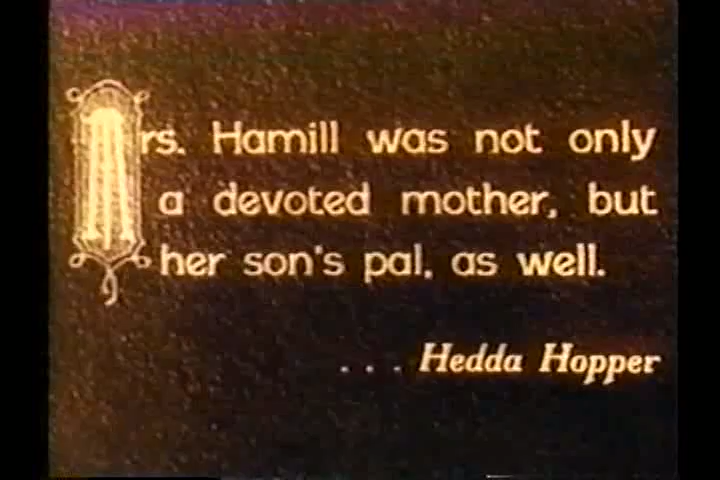 Mrs. Hamill was not only
a devoted mother, but
her son's pal, as well.
. . . Hedda Hopper